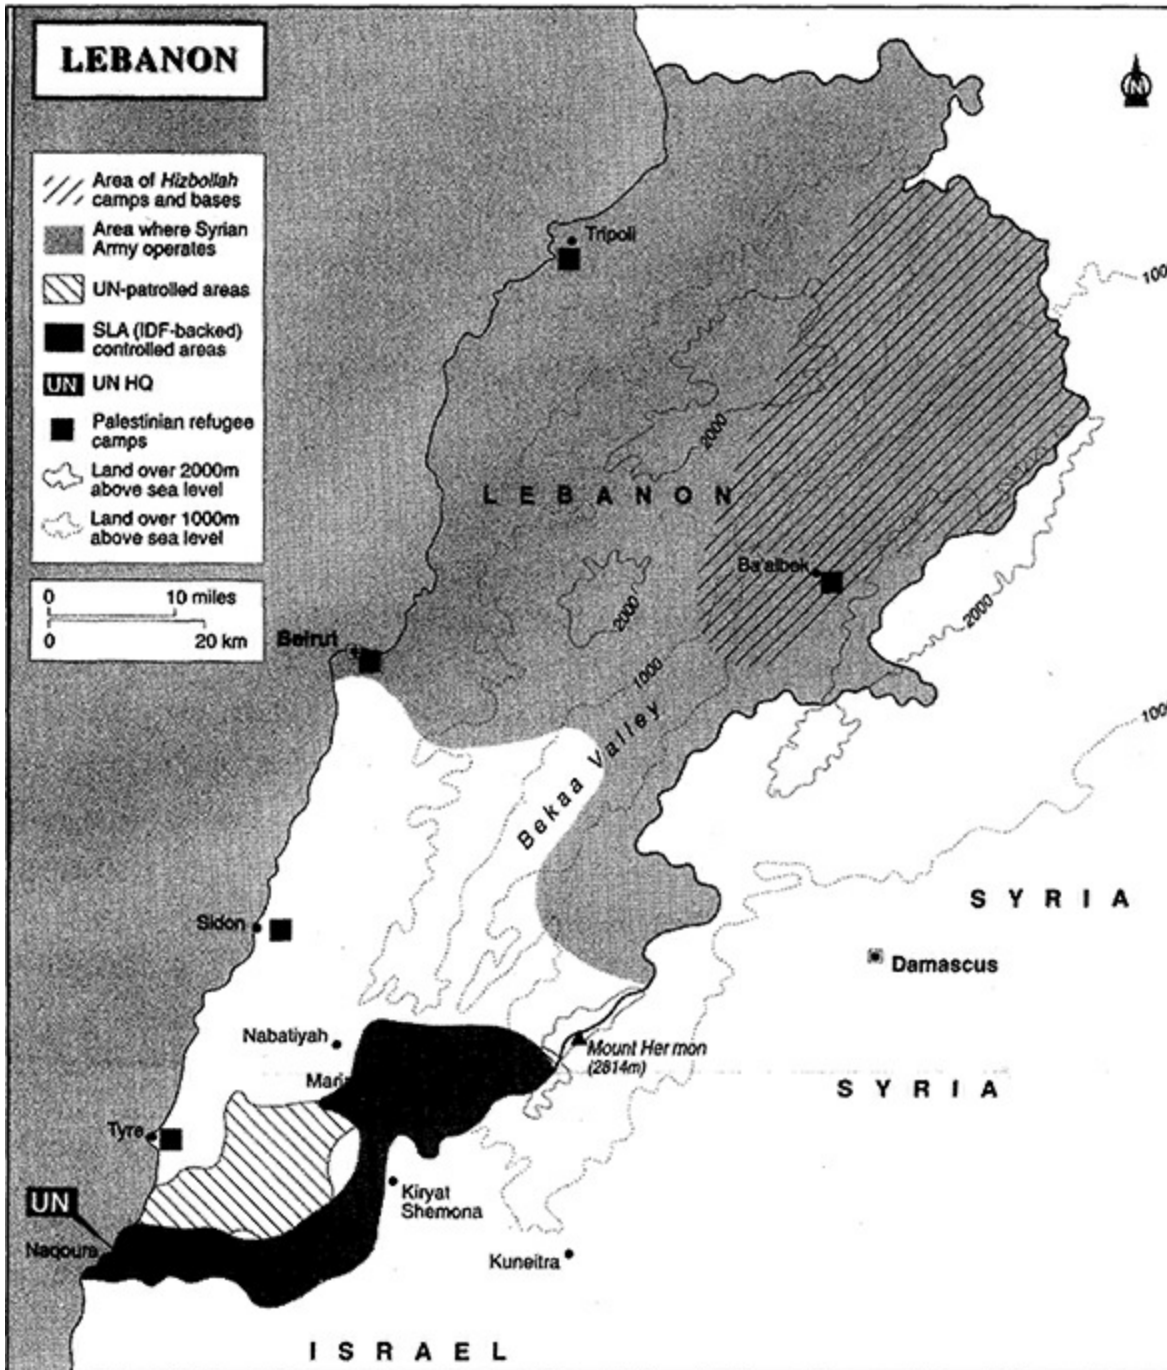 LEBANON
N
Area of Hizbollah
camps and bases
Area where Syrian
Army operates
UN-patrolled areas
SLA (IDF-backed)
controlled areas
UN UN HQ
Palestinian refugee
camps
Land over 2000m
above sea level
Land over 1000m
above sea level
0 10 miles
0 20 km
Tripoli
1000
2000
LEBANON
Ba'albek
2000
2000
Beirut
1000
1000
Bekaa Valley
SYRIA
Sidon
Damascus
Nabatiyah
Mount Hermon
(2814m)
SYRIA
Tyre
Kiryat
Shemona
UN
Naqoura
Kuneitra
ISRAEL